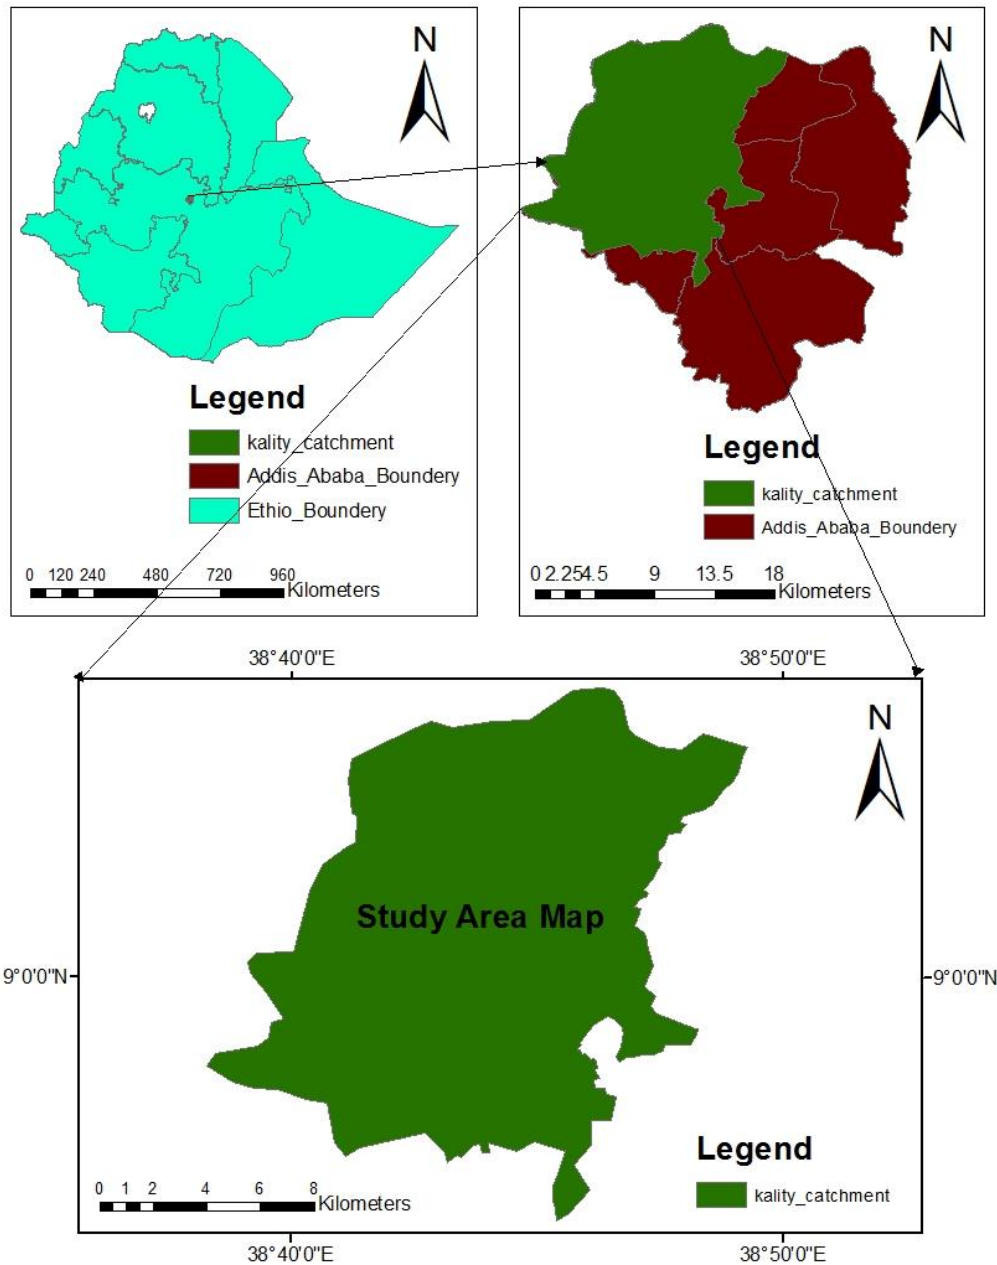 N
Legend
kality_catchment
Addis_Ababa_Boundery
Ethio_Boundery
0 120 240 480 720 960
Kilometers
N
Legend
kality_catchment
Addis_Ababa_Boundery
0 2.25 4.5 9 13.5 18
Kilometers
38°40'0"E 38°50'0"E
N
Study Area Map
9°0'0"N 9°0'0"N
Legend
kality_catchment
0 1 2 4 6 8
Kilometers
38°40'0"E 38°50'0"E